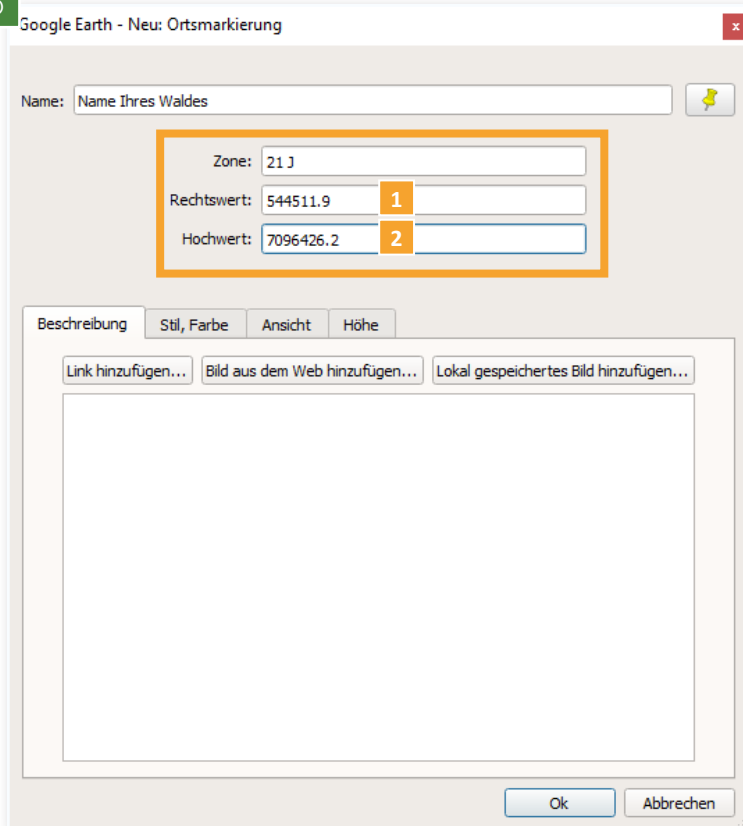 Google Earth - Neu: Ortsmarkierung
x
Name: Name Ihres Waldes
Zone: 21 J
Rechtswert: 544511.9 1
Hochwert: 7096426.2 2
Beschreibung Stil, Farbe Ansicht Höhe
Link hinzufügen... Bild aus dem Web hinzufügen... Lokal gespeichertes Bild hinzufügen...
Ok Abbrechen